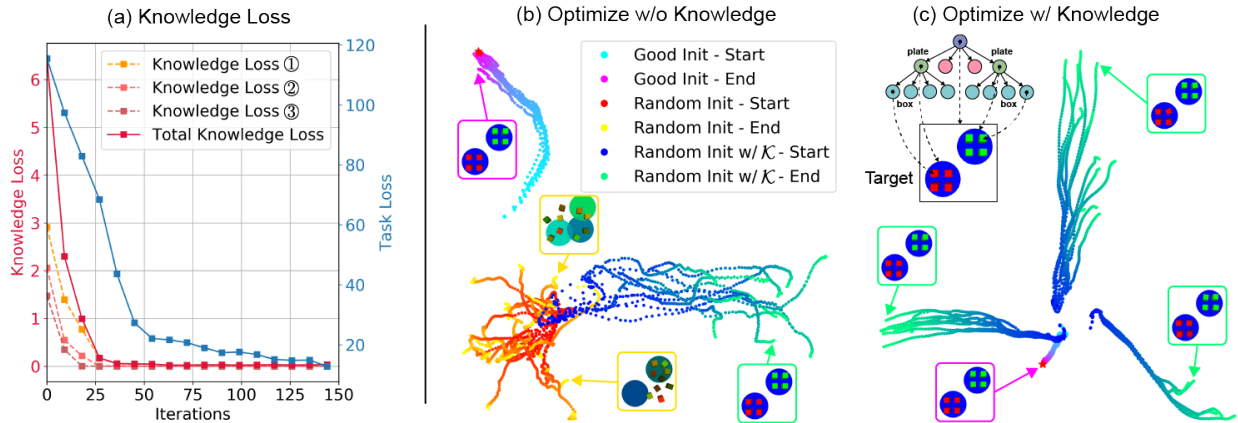 (a) Knowledge Loss
Knowledge Loss
6
5
4
3
2
1
0
0
25
50
75
100
125
150
Iterations
120
100
80
60
40
20
Task Loss
Knowledge Loss ①
Knowledge Loss ②
Knowledge Loss ③
Total Knowledge Loss
(b) Optimize w/o Knowledge
Good Init - Start
Good Init - End
Random Init - Start
Random Init - End
Random Init w/ 𝒦 - Start
Random Init w/ 𝒦 - End
(c) Optimize w/ Knowledge
plate
plate
box
box
Target